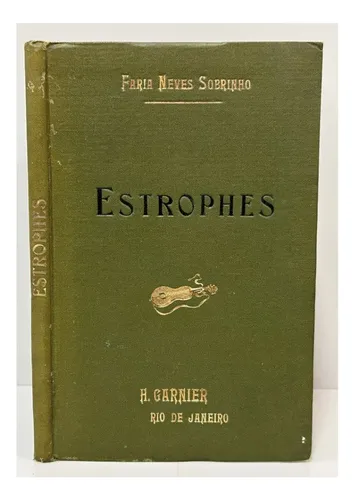 FARIA NEVES SOBRINHO
ESTROPHES
H. GARNIER
RIO DE JANEIRO
ESTROPHES